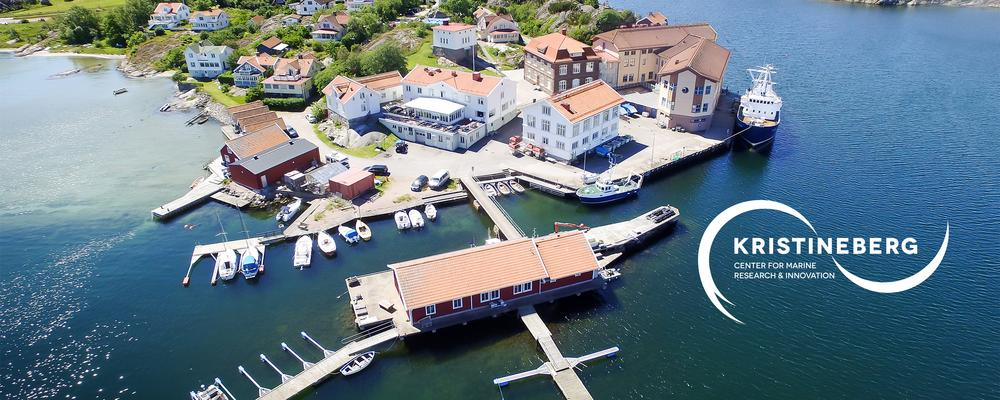 KRISTINEBERG
CENTER FOR MARINE
RESEARCH & INNOVATION